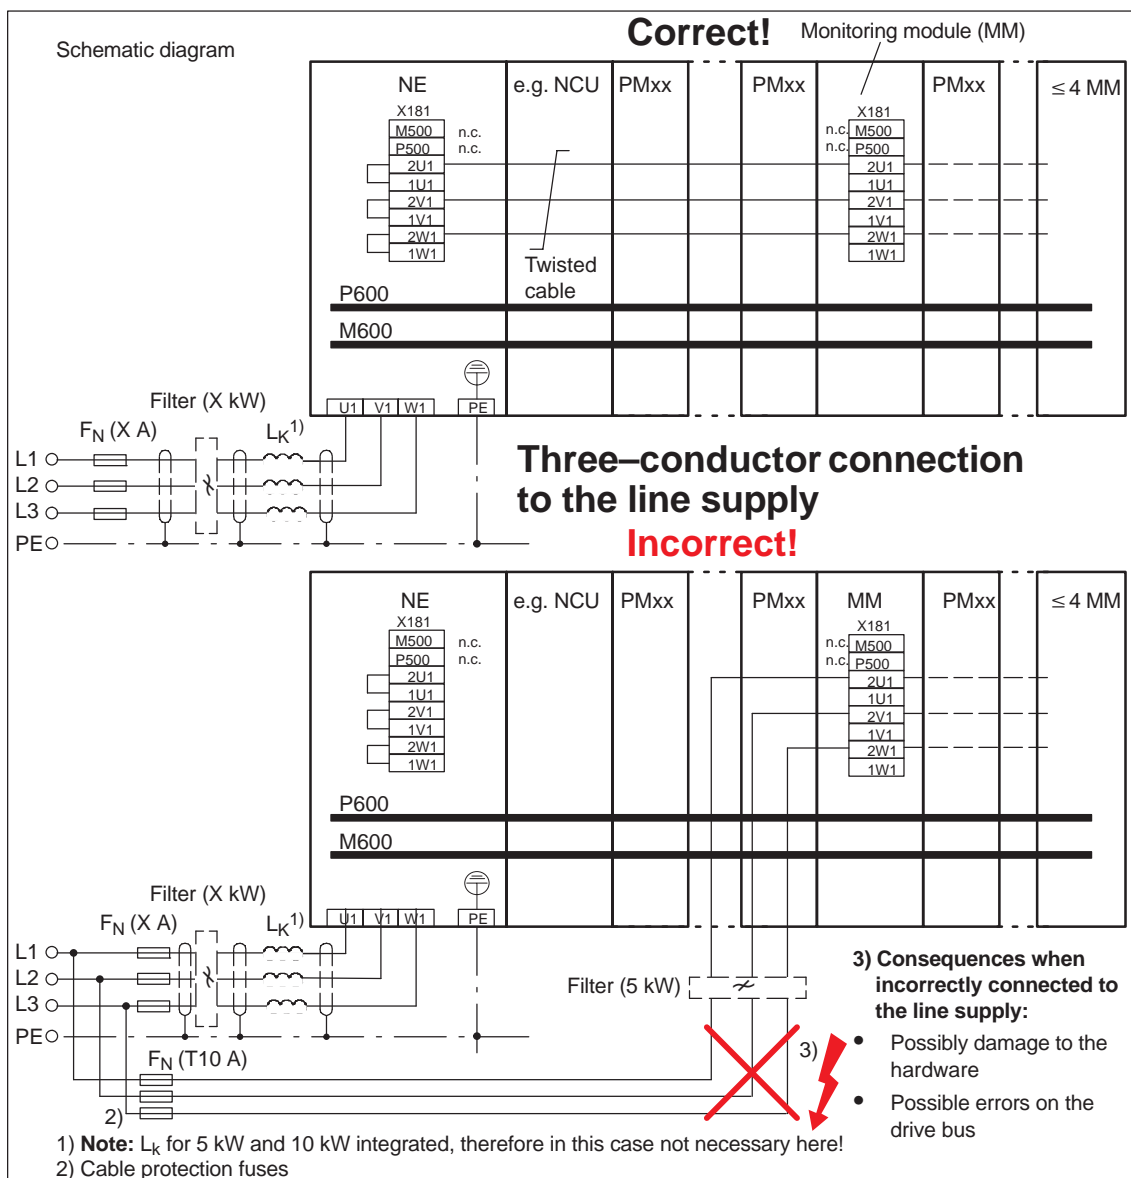 Correct!
Schematic diagram
Monitoring module (MM)
NE
e.g. NCU
PMxx
PMxx
PMxx
≤ 4 MM
X181
M500 n.c.
P500 n.c.
2U1
1U1
2V1
1V1
2W1
1W1
X181
n.c. M500
n.c. P500
2U1
1U1
2V1
1V1
2W1
1W1
Twisted
cable
P600
M600
U1 V1 W1 PE
Filter (X kW)
FN (X A)
LK1)
L1
L2
L3
PE
Three–conductor connection
to the line supply
Incorrect!
NE
e.g. NCU
PMxx
PMxx
MM
PMxx
≤ 4 MM
X181
M500 n.c.
P500 n.c.
2U1
1U1
2V1
1V1
2W1
1W1
X181
n.c. M500
n.c. P500
2U1
1U1
2V1
1V1
2W1
1W1
P600
M600
U1 V1 W1 PE
Filter (X kW)
FN (X A)
LK1)
L1
L2
L3
PE
FN (T10 A)
2)
Filter (5 kW)
3)
3) Consequences when
incorrectly connected to
the line supply:
• Possibly damage to the
hardware
• Possible errors on the
drive bus
1) Note: Lk for 5 kW and 10 kW integrated, therefore in this case not necessary here!
2) Cable protection fuses